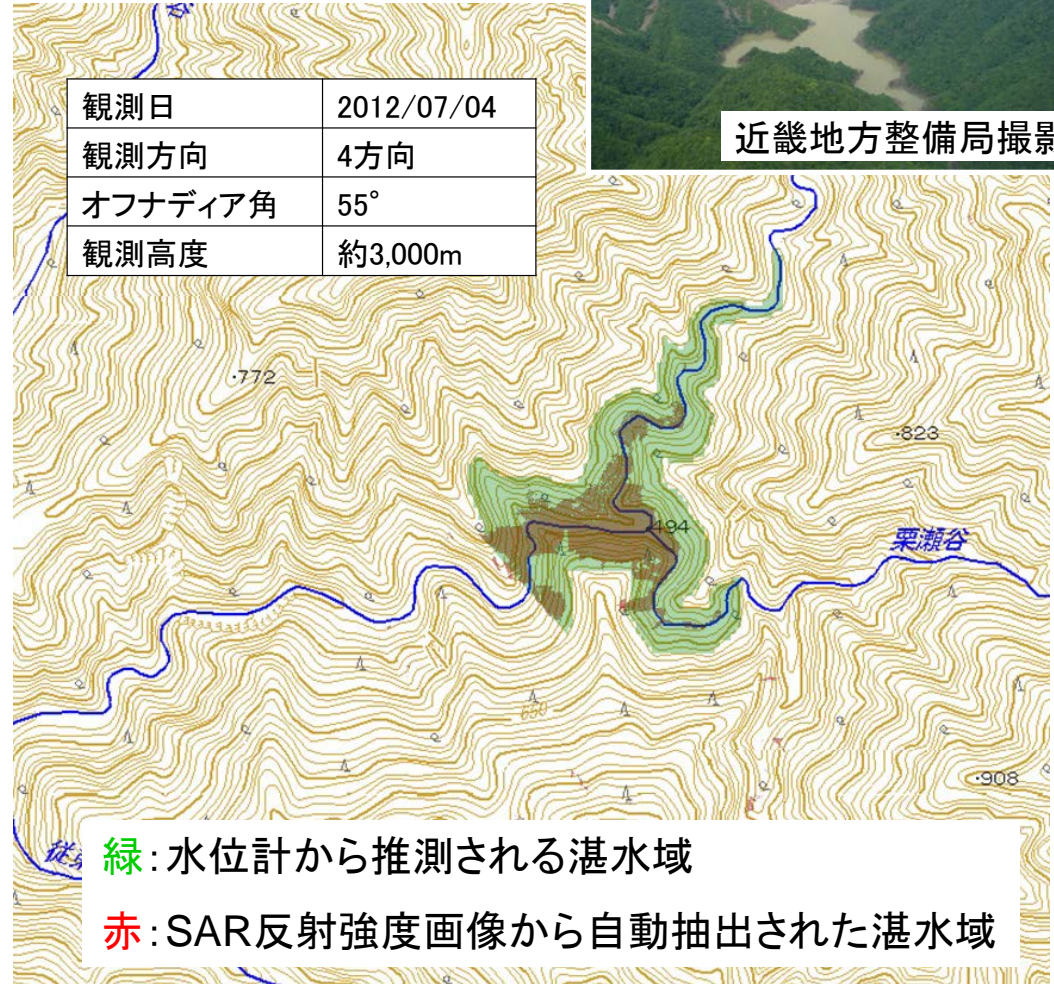 谷
観測日 2012/07/04
観測方向 4方向
オフナディア角 55°
観測高度 約3,000m
近畿地方整備局撮影
・772
・823
・494
栗瀬谷
650
・908
緑：水位計から推測される湛水域
赤：SAR反射強度画像から自動抽出された湛水域